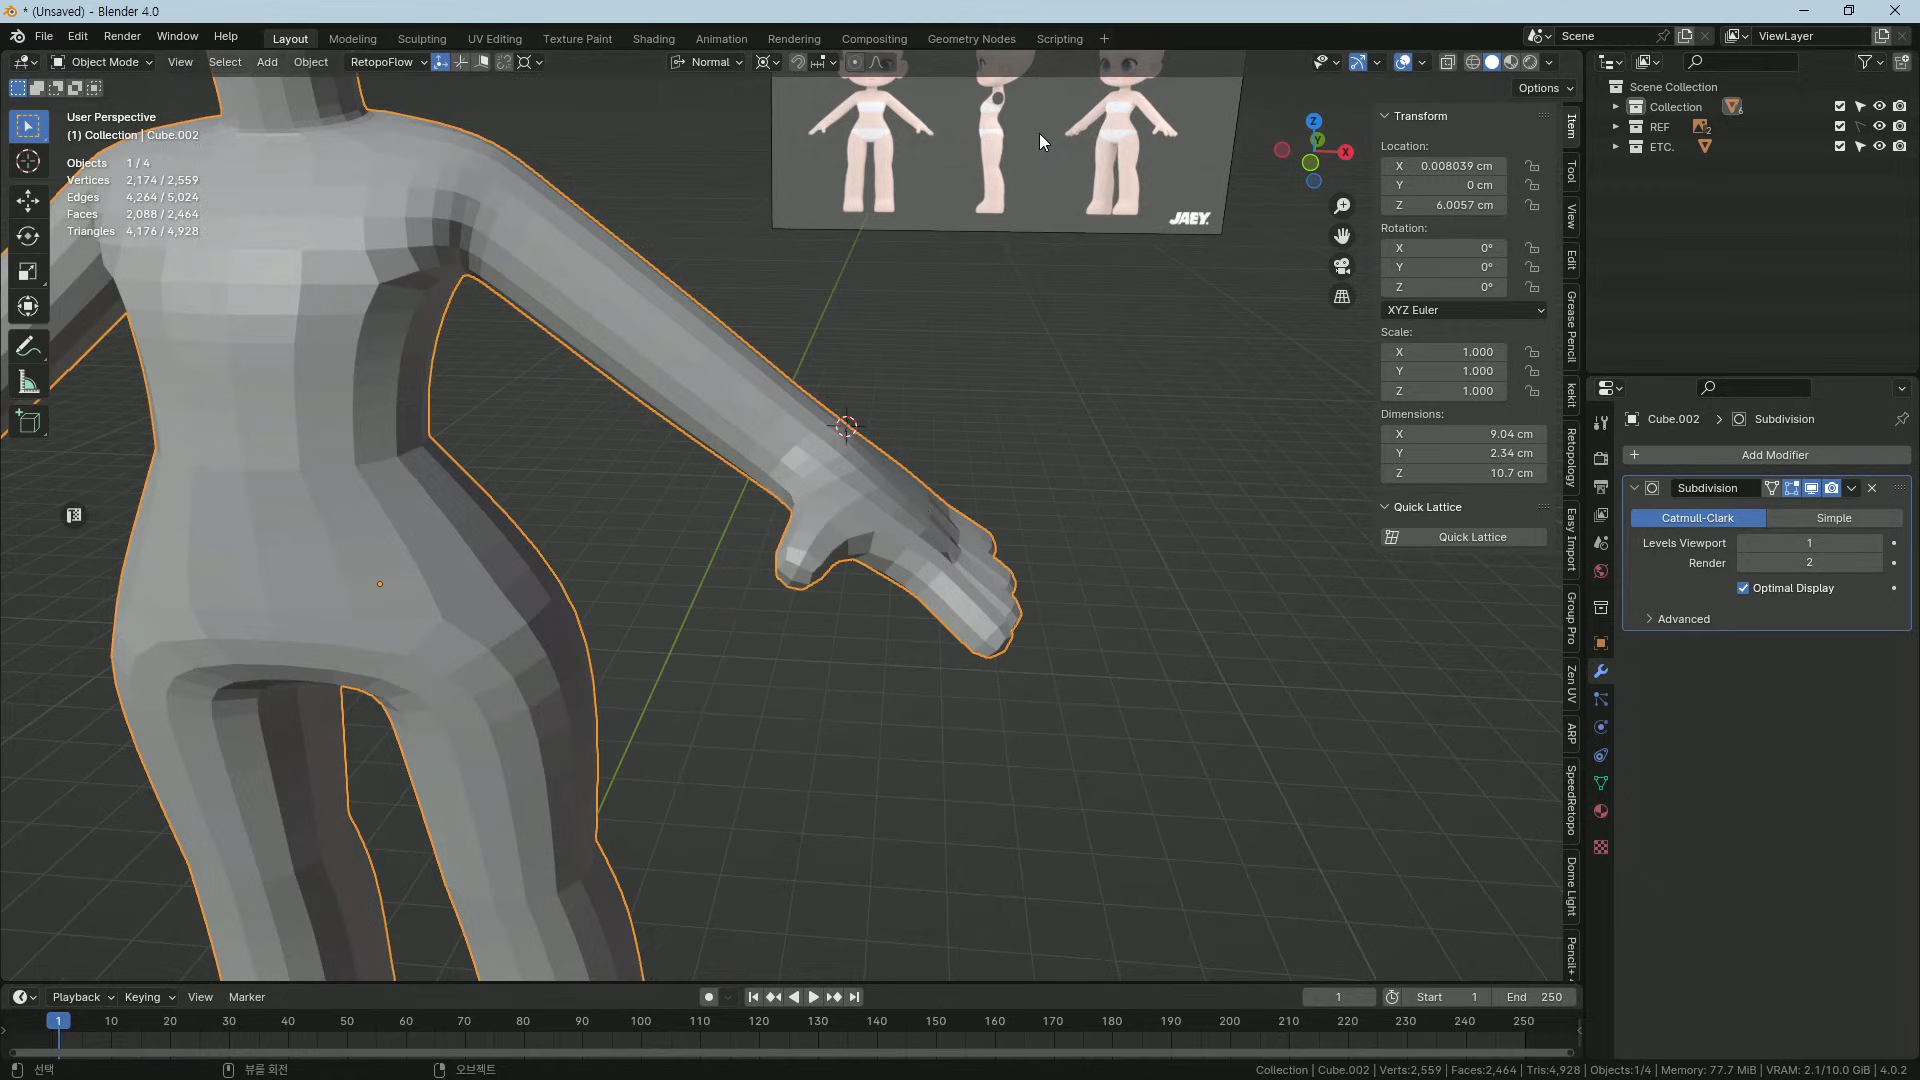 * (Unsaved) - Blender 4.0
File Edit Render Window Help
Layout Modeling Sculpting UV Editing Texture Paint Shading Animation Rendering Compositing Geometry Nodes Scripting +
Scene
ViewLayer
Object Mode View Select Add Object RetopoFlow
Normal
Options
User Perspective
(1) Collection | Cube.002
Objects 1 / 4
Vertices 2,174 / 2,559
Edges 4,264 / 5,024
Faces 2,088 / 2,464
Triangles 4,176 / 4,928
JAEY.
Z
Y
X
Transform
Location:
X 0.008039 cm
Y 0 cm
Z 6.0057 cm
Rotation:
X 0°
Y 0°
Z 0°
XYZ Euler
Scale:
X 1.000
Y 1.000
Z 1.000
Dimensions:
X 9.04 cm
Y 2.34 cm
Z 10.7 cm
Quick Lattice
Quick Lattice
Item
Tool
View
Edit
Grease Pencil
kekit
Retopology
Easy Import
Group Pro
Zen UV
ARP
SpeedRetopo
Dome Light
Pencil+
Scene Collection
Collection 6
REF 2
ETC.
Cube.002 > Subdivision
+ Add Modifier
Subdivision
Catmull-Clark Simple
Levels Viewport 1
Render 2
Optimal Display
Advanced
Playback Keying View Marker
1 Start 1 End 250
1 10 20 30 40 50 60 70 80 90 100 110 120 130 140 150 160 170 180 190 200 210 220 230 240 250
선택 뷰를 회전 오브젝트
Collection | Cube.002 | Verts:2,559 | Faces:2,464 | Tris:4,928 | Objects:1/4 | Memory: 77.7 MiB | VRAM: 2.1/10.0 GiB | 4.0.2